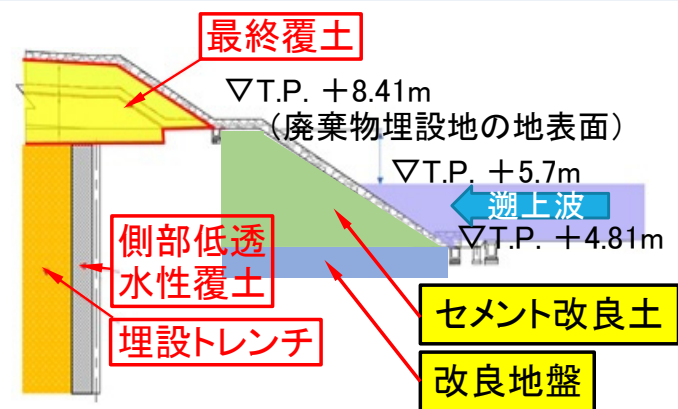 最終覆土
▽T.P. +8.41m
（廃棄物埋設地の地表面）
▽T.P. +5.7m
遡上波
▽T.P. +4.81m
側部低透
水性覆土
埋設トレンチ
セメント改良土
改良地盤